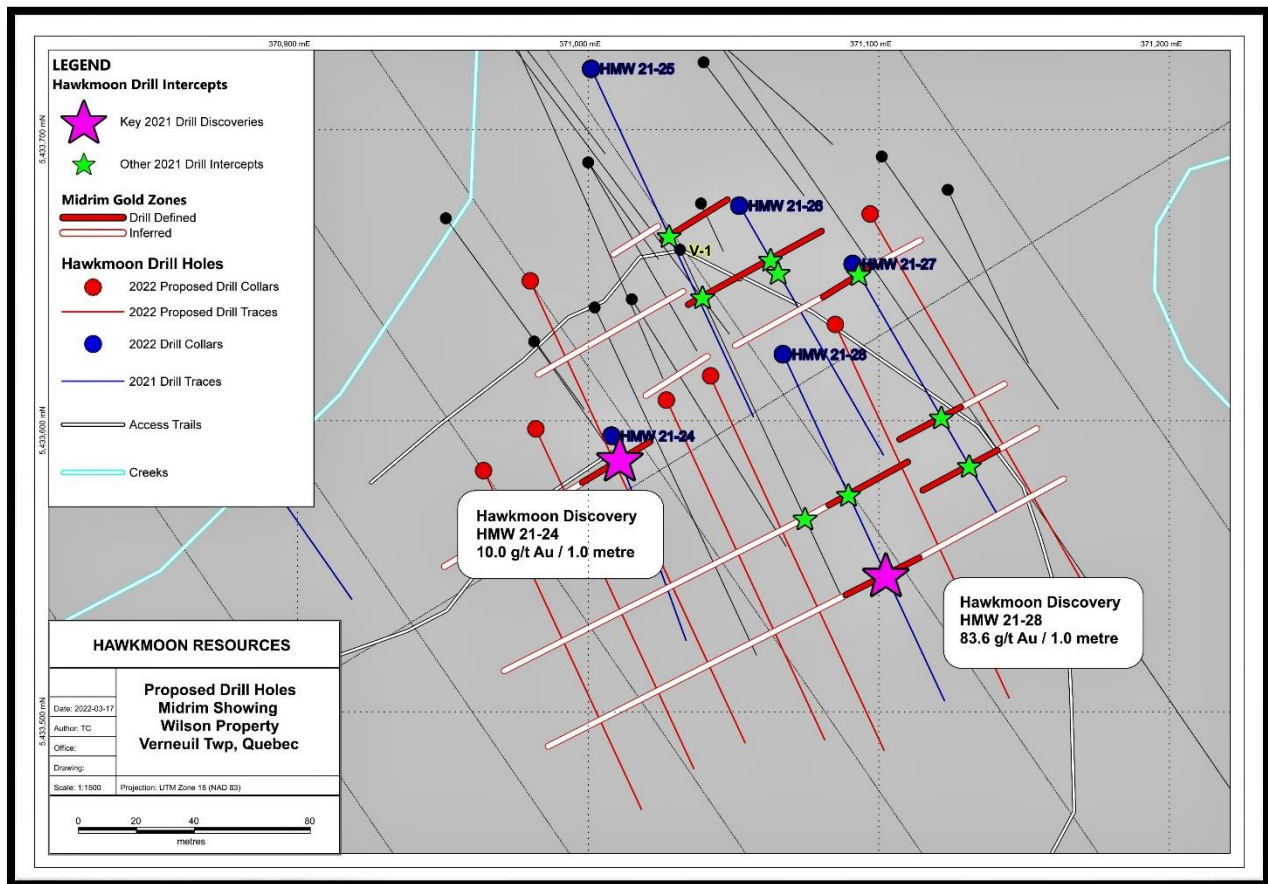 370,900 mE
371,000 mE
371,100 mE
371,200 mE
5,433,700 mN
5,433,600 mN
5,433,500 mN
LEGEND
Hawkmoon Drill Intercepts
Key 2021 Drill Discoveries
Other 2021 Drill Intercepts
Midrim Gold Zones
Drill Defined
Inferred
Hawkmoon Drill Holes
2022 Proposed Drill Collars
2022 Proposed Drill Traces
2022 Drill Collars
2021 Drill Traces
Access Trails
Creeks
HMW 21-25
HMW 21-26
V-1
HMW 21-27
HMW 21-28
HMW 21-24
Hawkmoon Discovery
HMW 21-24
10.0 g/t Au / 1.0 metre
Hawkmoon Discovery
HMW 21-28
83.6 g/t Au / 1.0 metre
HAWKMOON RESOURCES
Proposed Drill Holes
Midrim Showing
Wilson Property
Verneuil Twp, Quebec
Date: 2022-03-17
Author: TC
Office:
Drawing:
Scale: 1:1500
Projection: UTM Zone 18 (NAD 83)
0 20 40 80
metres